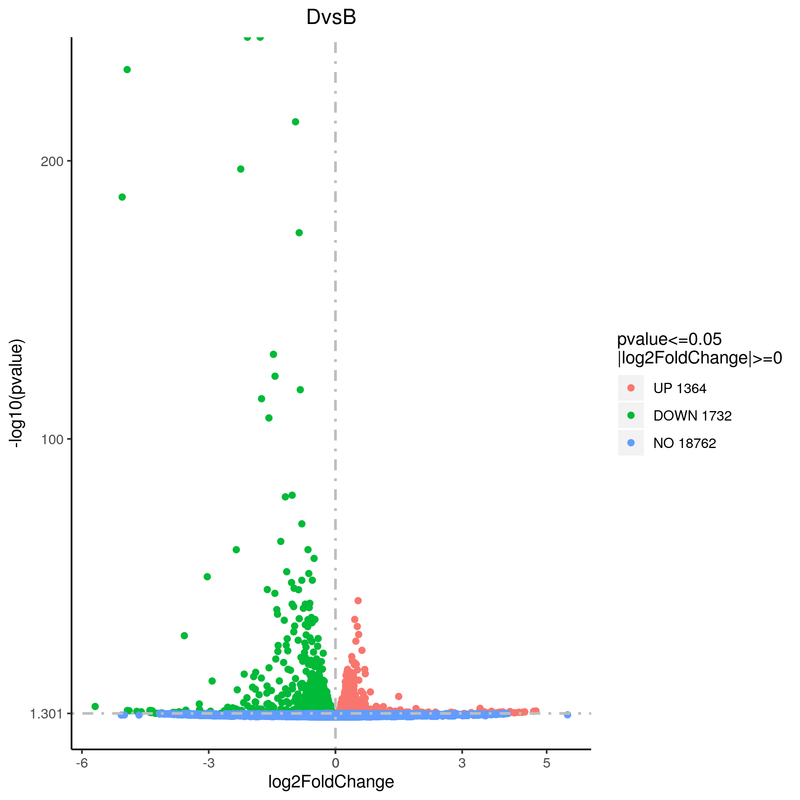 DvsB
-log10(pvalue)
200
100
1.301
-6
-3
0
3
5
log2FoldChange
pvalue<=0.05
|log2FoldChange|>=0
UP 1364
DOWN 1732
NO 18762